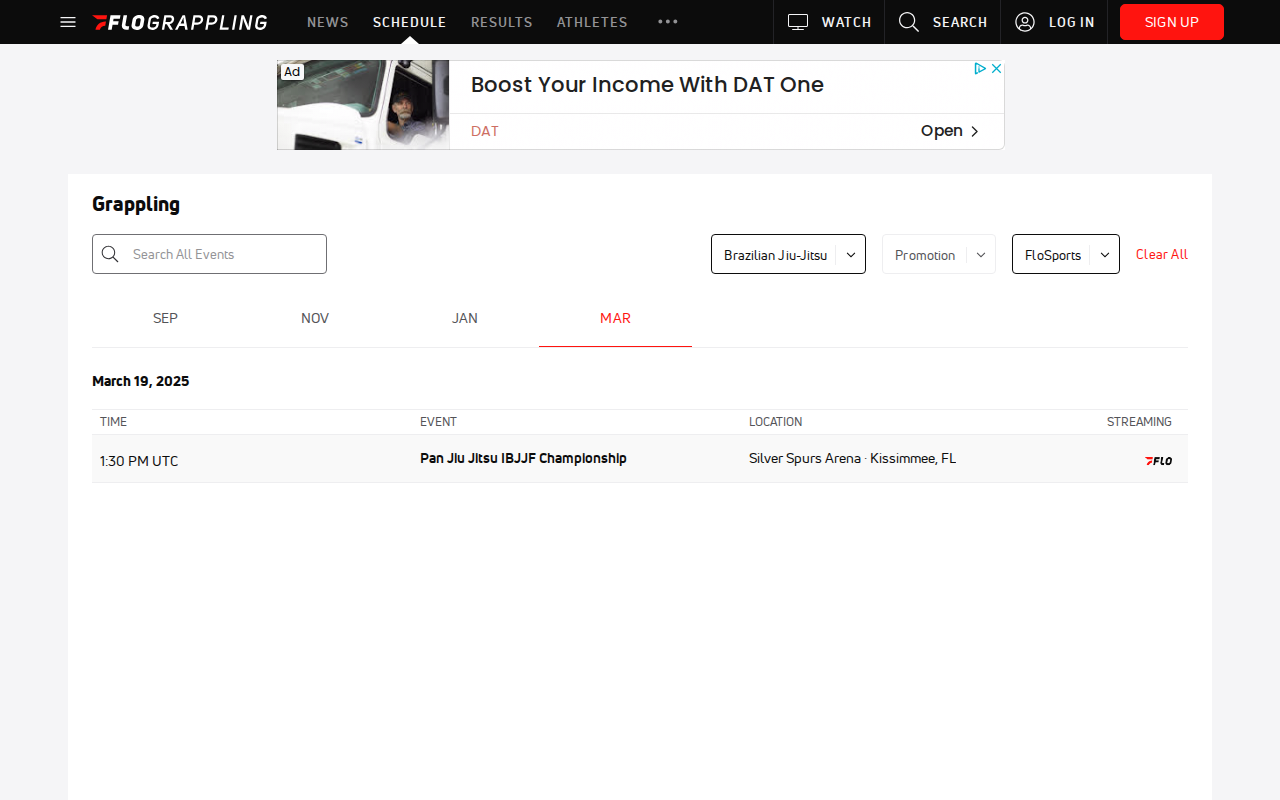 FLOGRAPPLING NEWS SCHEDULE RESULTS ATHLETES ••• WATCH SEARCH LOG IN SIGN UP
Ad
Boost Your Income With DAT One
DAT Open
Grappling
Search All Events Brazilian Jiu-Jitsu Promotion FloSports Clear All
SEP NOV JAN MAR
March 19, 2025
TIME EVENT LOCATION STREAMING
1:30 PM UTC Pan Jiu Jitsu IBJJF Championship Silver Spurs Arena · Kissimmee, FL FLO